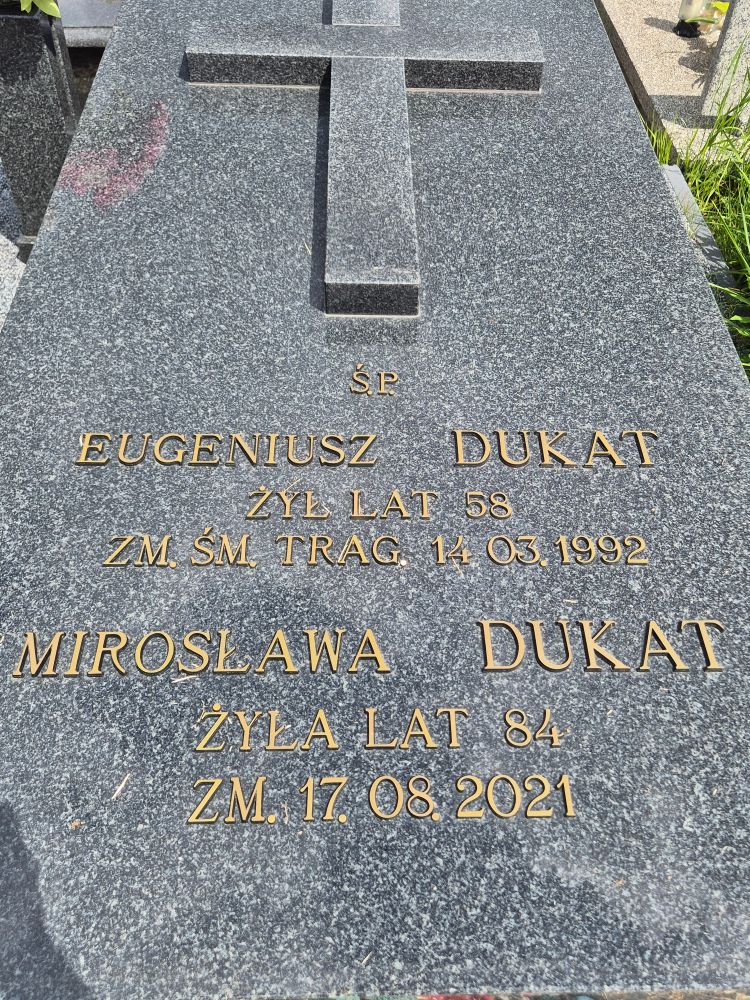 Ś.P.
EUGENIUSZ DUKAT
ŻYŁ LAT 58
ZM. ŚM. TRAG. 14.03.1992
MIROSŁAWA DUKAT
ŻYŁA LAT 84
ZM. 17.08.2021